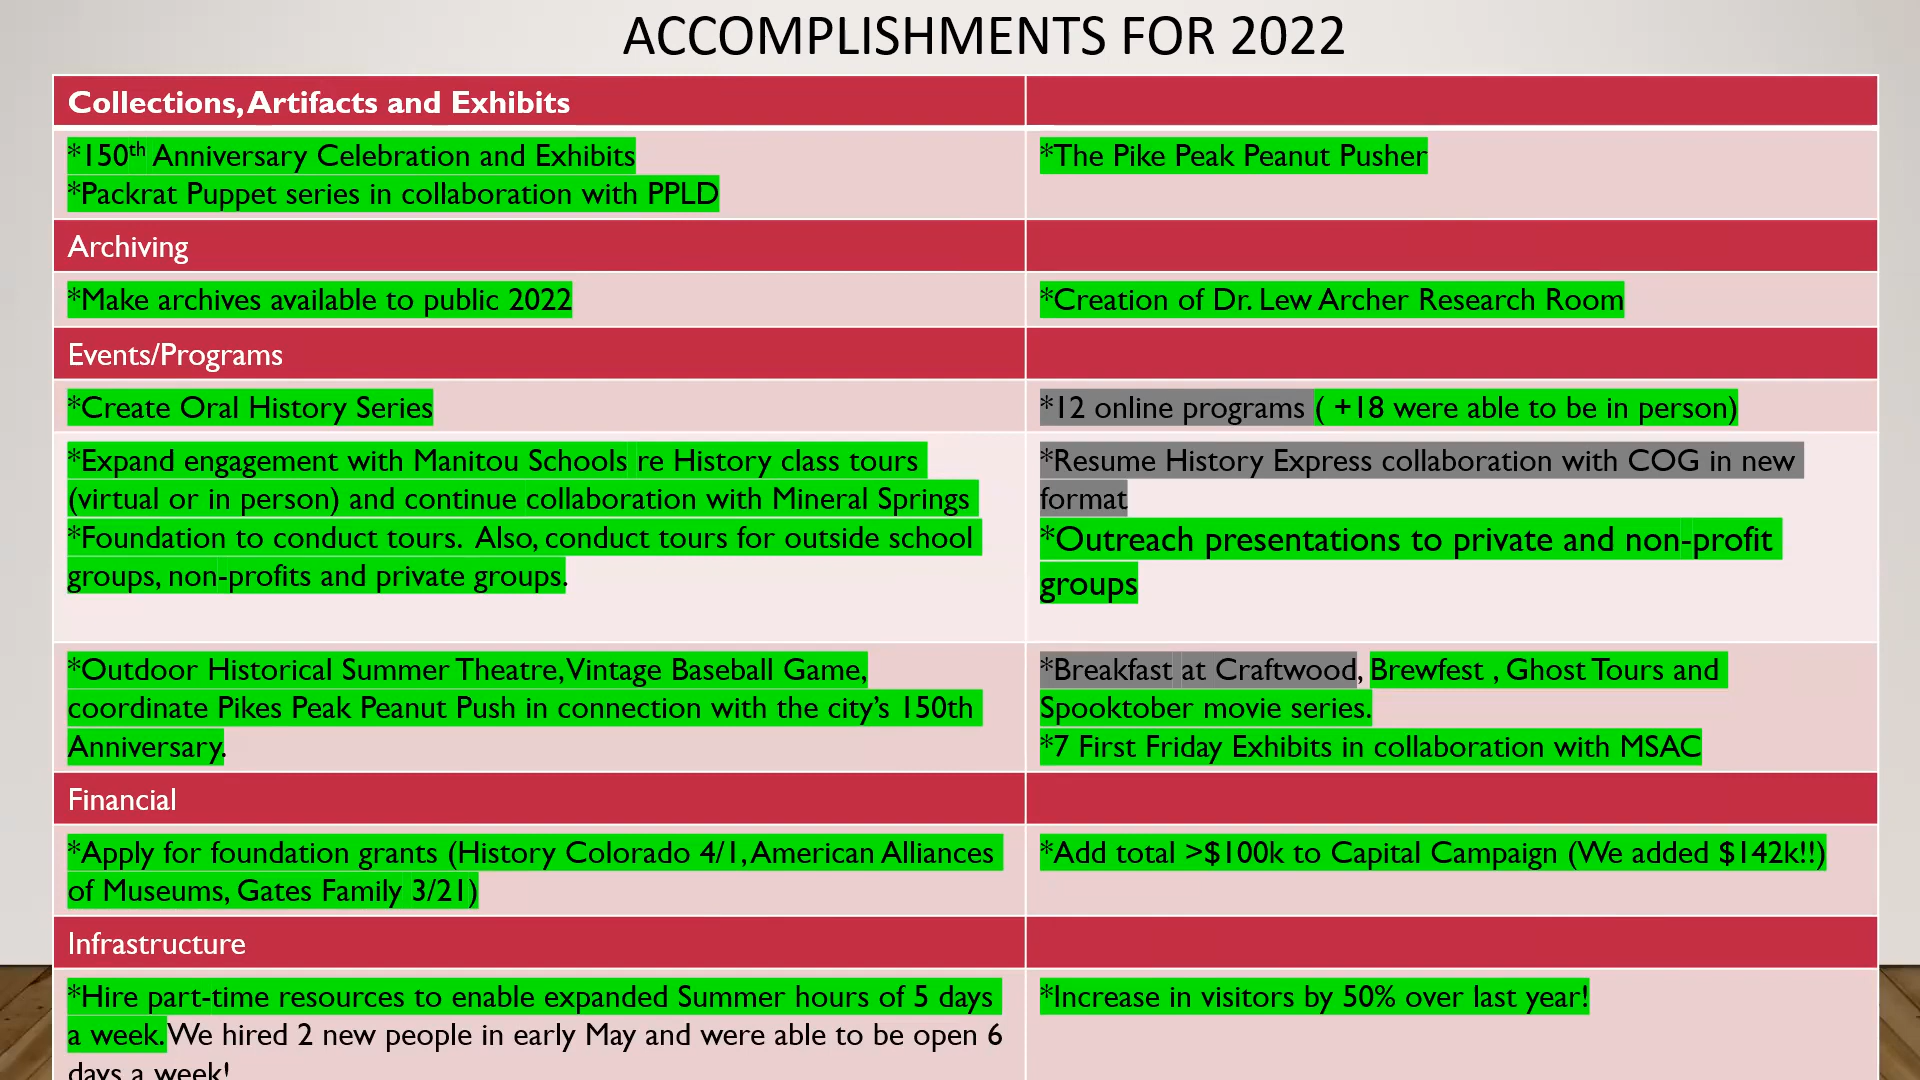 ACCOMPLISHMENTS FOR 2022
Collections, Artifacts and Exhibits
*150th Anniversary Celebration and Exhibits
*Packrat Puppet series in collaboration with PPLD
*The Pike Peak Peanut Pusher
Archiving
*Make archives available to public 2022
*Creation of Dr. Lew Archer Research Room
Events/Programs
*Create Oral History Series
*12 online programs ( +18 were able to be in person)
*Expand engagement with Manitou Schools re History class tours
(virtual or in person) and continue collaboration with Mineral Springs
*Foundation to conduct tours. Also, conduct tours for outside school
groups, non-profits and private groups.
*Resume History Express collaboration with COG in new
format
*Outreach presentations to private and non-profit
groups
*Outdoor Historical Summer Theatre, Vintage Baseball Game,
coordinate Pikes Peak Peanut Push in connection with the city’s 150th
Anniversary.
*Breakfast at Craftwood, Brewfest , Ghost Tours and
Spooktober movie series.
*7 First Friday Exhibits in collaboration with MSAC
Financial
*Apply for foundation grants (History Colorado 4/1, American Alliances
of Museums, Gates Family 3/21)
*Add total >$100k to Capital Campaign (We added $142k!!)
Infrastructure
*Hire part-time resources to enable expanded Summer hours of 5 days
a week. We hired 2 new people in early May and were able to be open 6
days a week!
*Increase in visitors by 50% over last year!